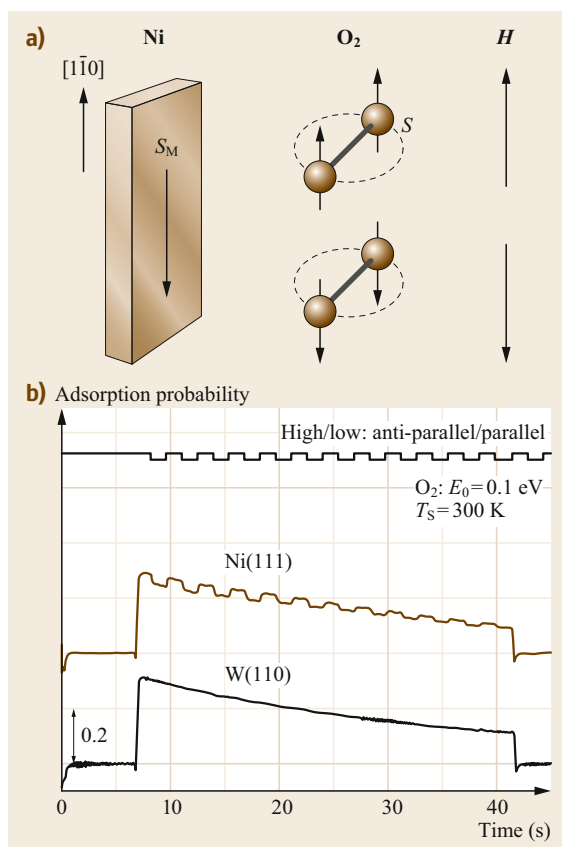 a) Ni O₂ H
[11̄0]
S_M
S
b) Adsorption probability
High/low: anti-parallel/parallel
O₂: E₀ = 0.1 eV
T_S = 300 K
Ni(111)
W(110)
0.2
0 10 20 30 40
Time (s)